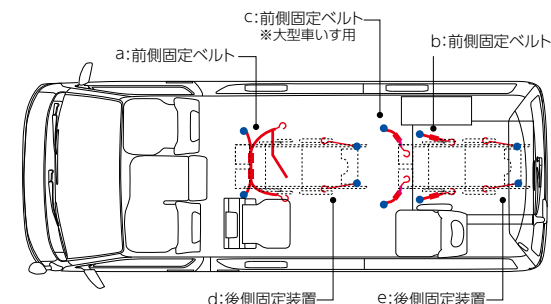 c:前側固定ベルト
※大型車いす用
a:前側固定ベルト
b:前側固定ベルト
d:後側固定装置
e:後側固定装置